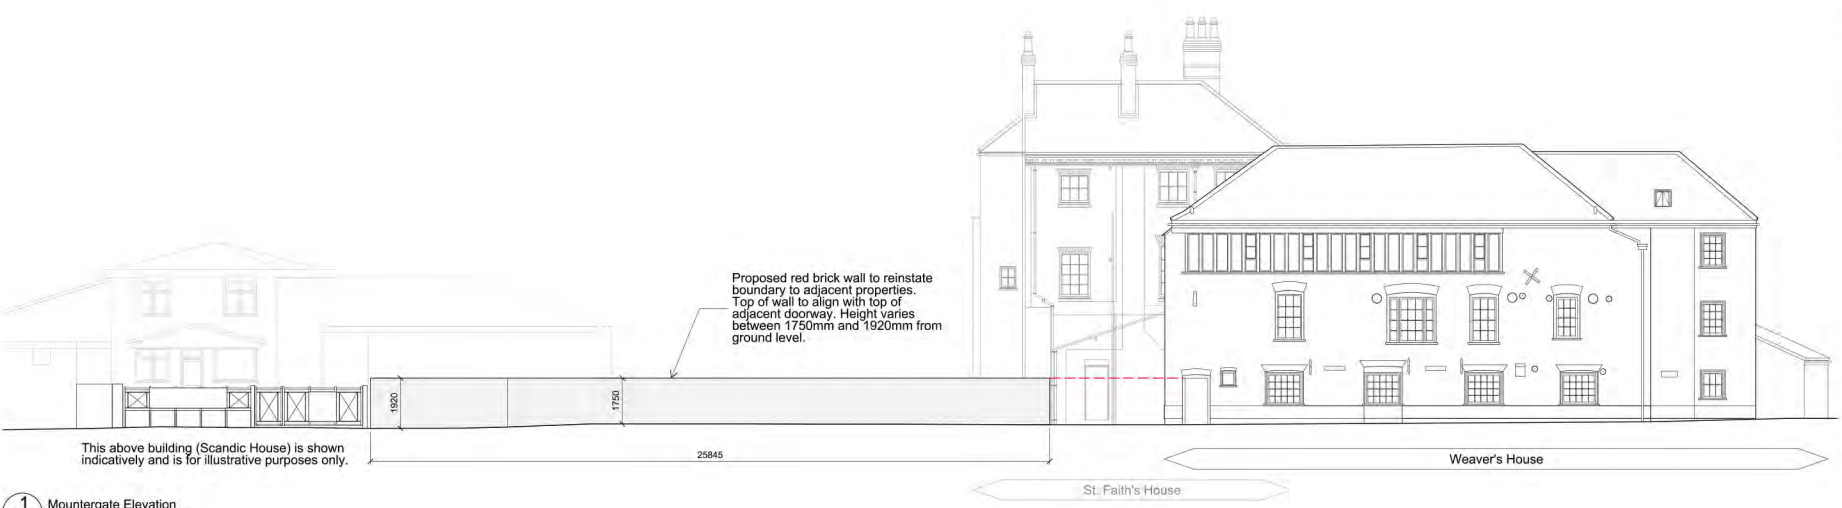 Proposed red brick wall to reinstate
boundary to adjacent properties.
Top of wall to align with top of
adjacent doorway. Height varies
between 1750mm and 1920mm from
ground level.
1920
1750
This above building (Scandic House) is shown
indicatively and is for illustrative purposes only.
25845
Weaver's House
St. Faith's House
1
Mountergate Elevation